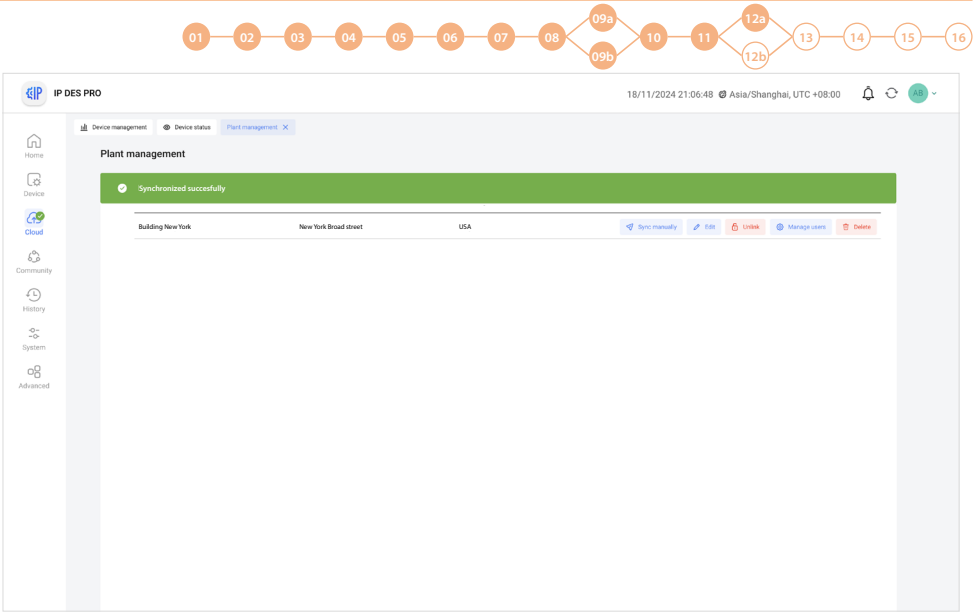 09a
12a
01 02 03 04 05 06 07 08 10 11 13 14 15 16
09b
12b
IP IP DES PRO 18/11/2024 21:06:48 Asia/Shanghai, UTC +08:00 AB
Device management Device status Plant management X
Home
Plant management
Device
Synchronized succesfully
Cloud
Building New York New York Broad street USA Sync manually Edit Unlink Manage users Delete
Community
History
System
Advanced